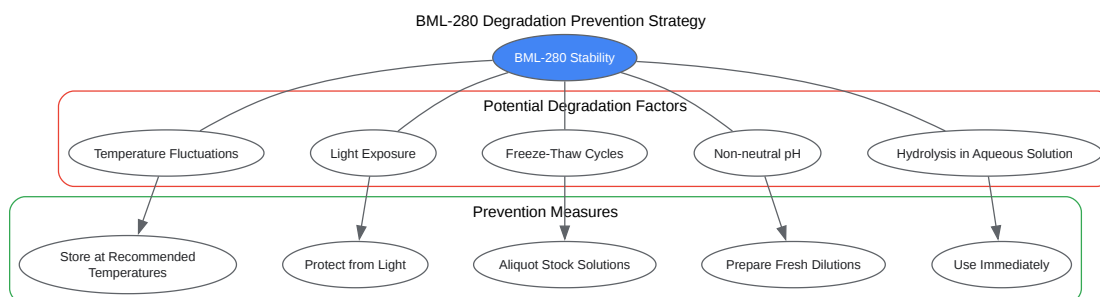 BML-280 Degradation Prevention Strategy
BML-280 Stability
Potential Degradation Factors
Temperature Fluctuations
Light Exposure
Freeze-Thaw Cycles
Non-neutral pH
Hydrolysis in Aqueous Solution
Prevention Measures
Store at Recommended
Temperatures
Protect from Light
Aliquot Stock Solutions
Prepare Fresh Dilutions
Use Immediately